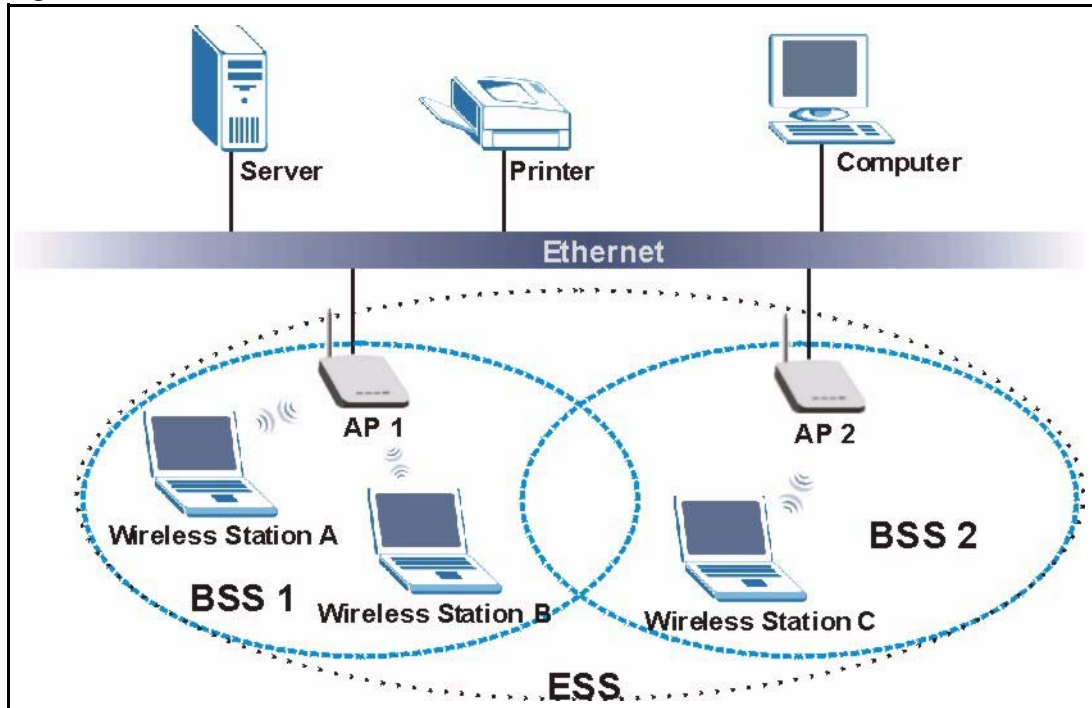 Server
Printer
Computer
Ethernet
AP 1
AP 2
Wireless Station A
BSS 2
BSS 1
Wireless Station B
Wireless Station C
ESS